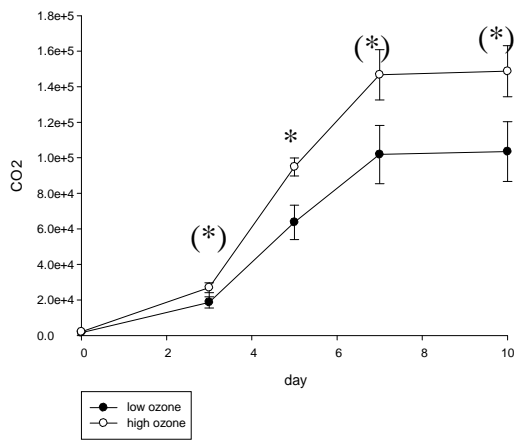 1.8e+5
1.6e+5
1.4e+5
1.2e+5
1.0e+5
8.0e+4
6.0e+4
4.0e+4
2.0e+4
0.0
CO2
(*)
*
(*)
(*)
0 2 4 6 8 10
day
low ozone
high ozone